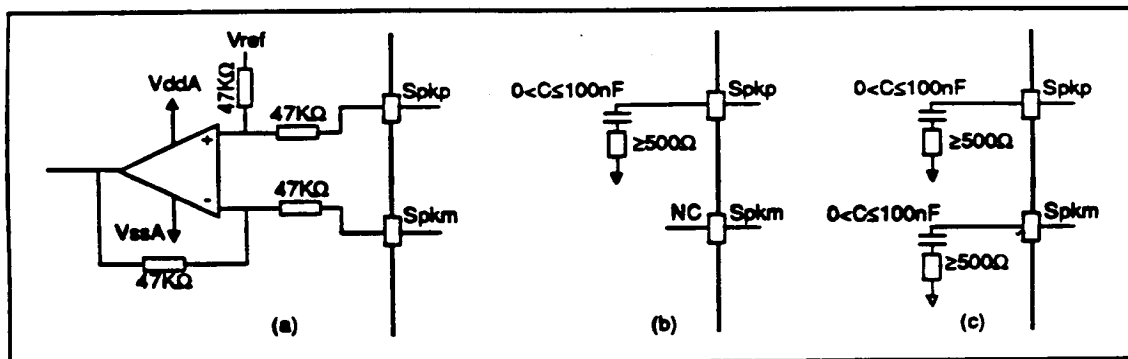 Vref
VddA
47KΩ
47KΩ
Spkp
+
-
47KΩ
Spkm
VssA
47KΩ
(a)
0<C≤100nF
Spkp
≥500Ω
NC
Spkm
(b)
0<C≤100nF
Spkp
≥500Ω
0<C≤100nF
Spkm
≥500Ω
(c)